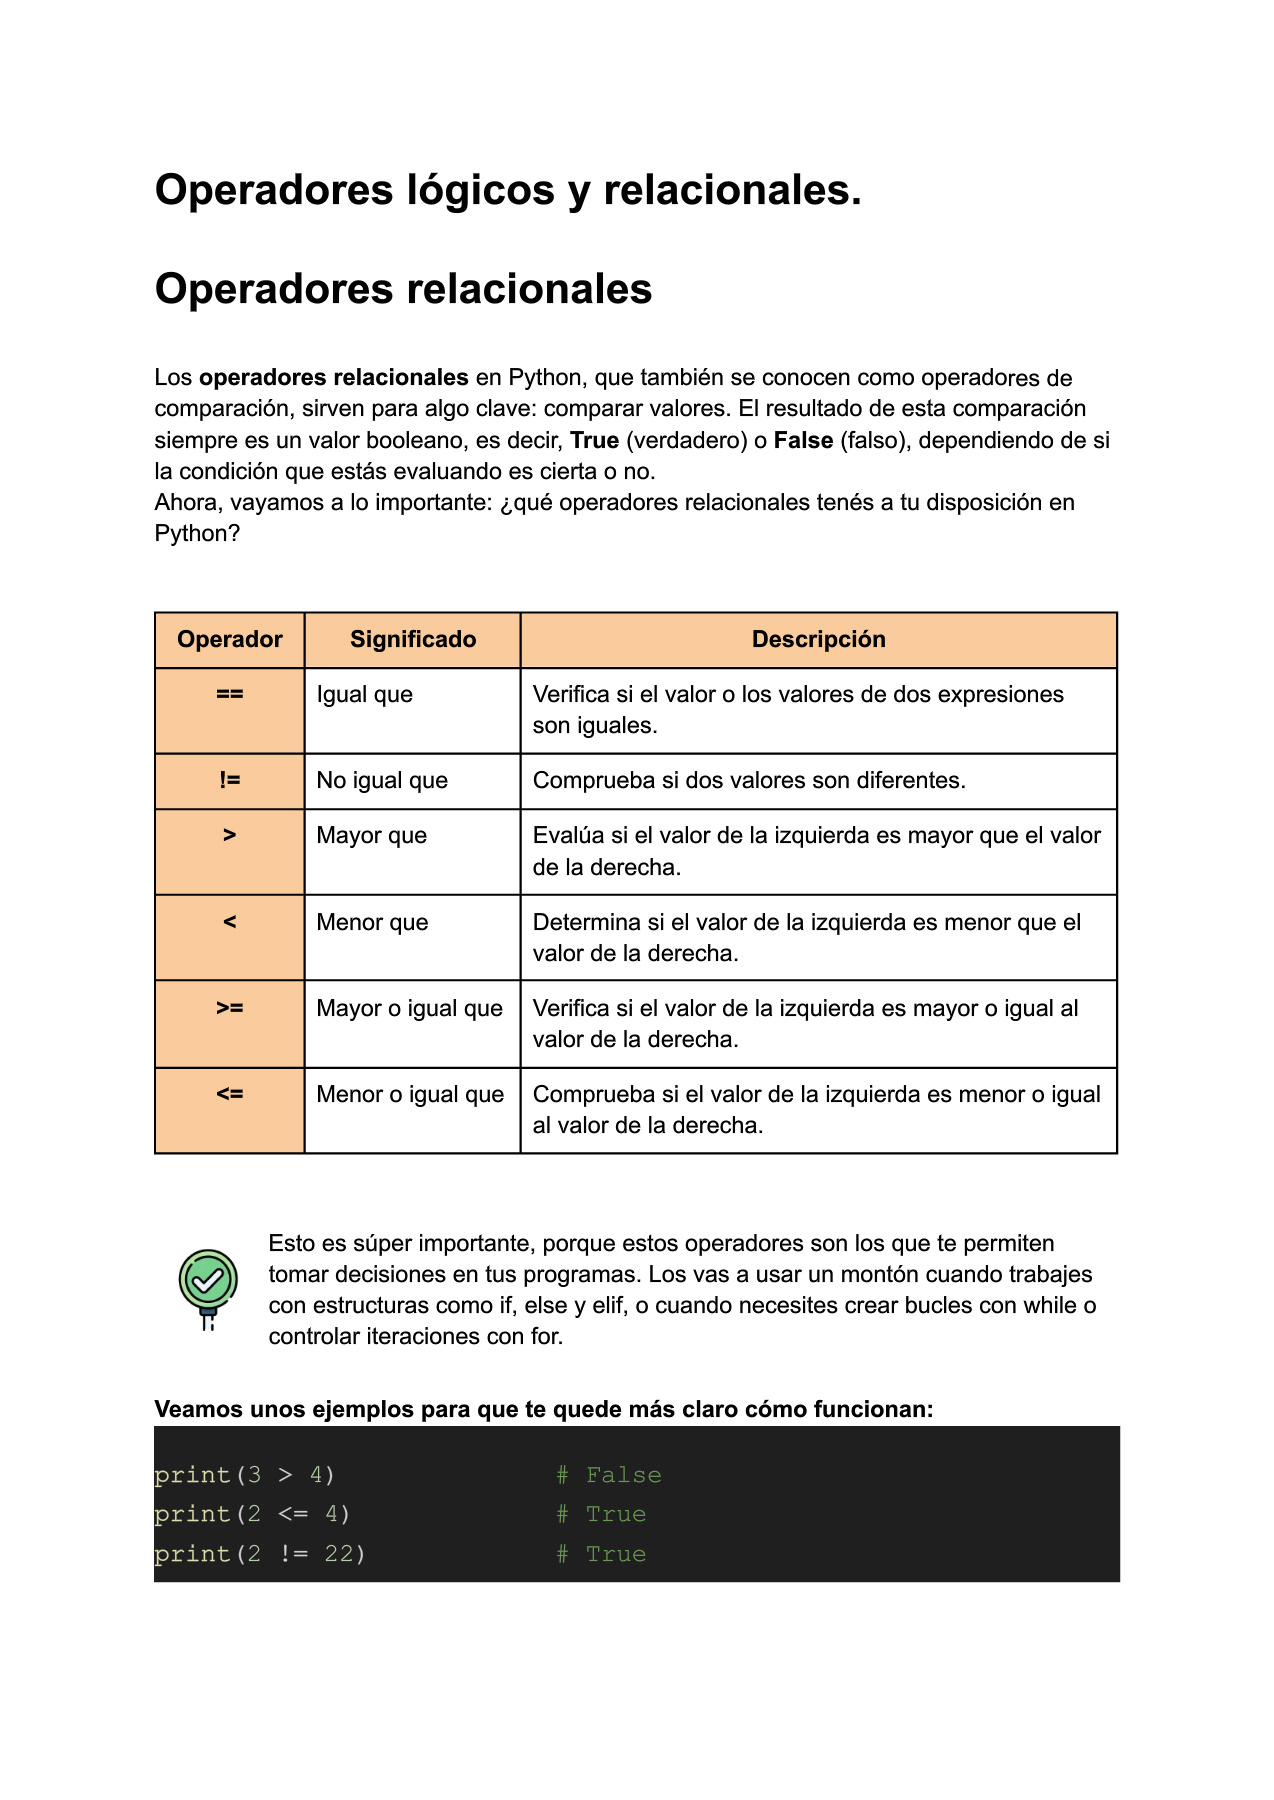 Operadores lógicos y relacionales.
Operadores relacionales
Los operadores relacionales en Python, que también se conocen como operadores de
comparación, sirven para algo clave: comparar valores. El resultado de esta comparación
siempre es un valor booleano, es decir, True (verdadero) o False (falso), dependiendo de si
la condición que estás evaluando es cierta o no.
Ahora, vayamos a lo importante: ¿qué operadores relacionales tenés a tu disposición en
Python?
Operador Significado Descripción
== Igual que Verifica si el valor o los valores de dos expresiones
son iguales.
!= No igual que Comprueba si dos valores son diferentes.
> Mayor que Evalúa si el valor de la izquierda es mayor que el valor
de la derecha.
< Menor que Determina si el valor de la izquierda es menor que el
valor de la derecha.
>= Mayor o igual que Verifica si el valor de la izquierda es mayor o igual al
valor de la derecha.
<= Menor o igual que Comprueba si el valor de la izquierda es menor o igual
al valor de la derecha.
Esto es súper importante, porque estos operadores son los que te permiten
tomar decisiones en tus programas. Los vas a usar un montón cuando trabajes
con estructuras como if, else y elif, o cuando necesites crear bucles con while o
controlar iteraciones con for.
Veamos unos ejemplos para que te quede más claro cómo funcionan:
print(3 > 4) # False
print(2 <= 4) # True
print(2 != 22) # True